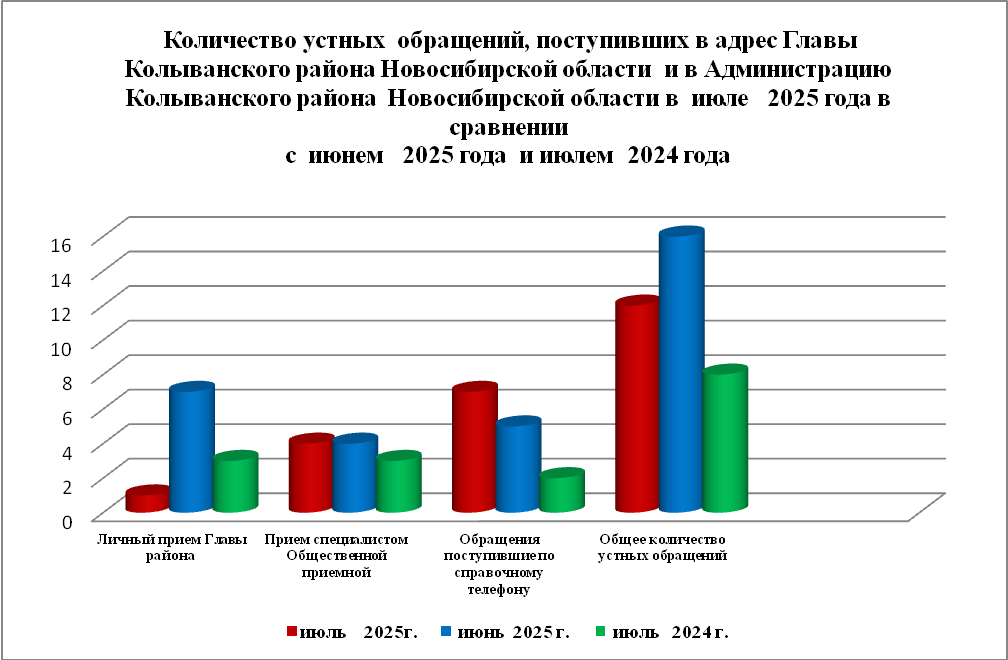 Количество устных обращений, поступивших в адрес Главы
Колыванского района Новосибирской области и в Администрацию
Колыванского района Новосибирской области в июле 2025 года в
сравнении
с июнем 2025 года и июлем 2024 года
16
14
12
10
8
6
4
2
0
Личный прием Главы
района
Прием специалистом
Общественной
приемной
Обращения
поступившие по
справочному
телефону
Общее количество
устных обращений
июль 2025г.
июнь 2025 г.
июль 2024 г.